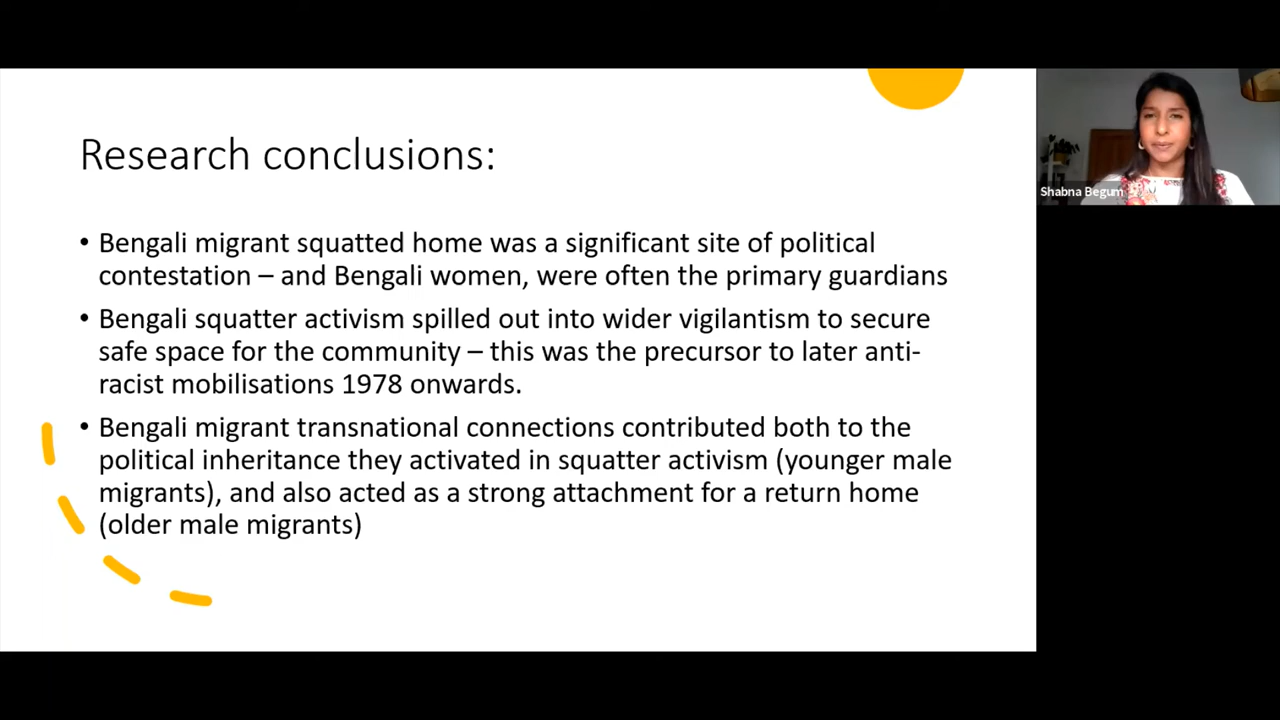 Research conclusions:
• Bengali migrant squatted home was a significant site of political
contestation – and Bengali women, were often the primary guardians
• Bengali squatter activism spilled out into wider vigilantism to secure
safe space for the community – this was the precursor to later anti-
racist mobilisations 1978 onwards.
• Bengali migrant transnational connections contributed both to the
political inheritance they activated in squatter activism (younger male
migrants), and also acted as a strong attachment for a return home
(older male migrants)
Shabna Begum